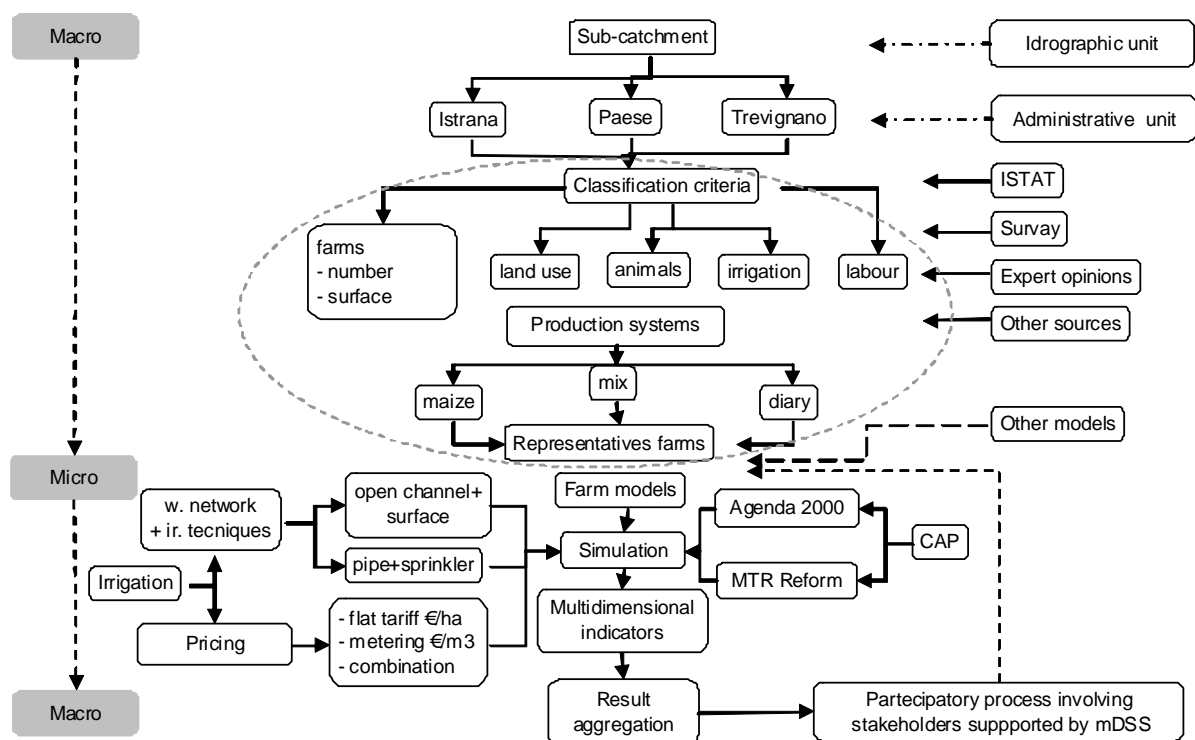 Macro
Sub-catchment
Idrographic unit
Istrana
Paese
Trevignano
Administrative unit
Classification criteria
ISTAT
farms
- number
- surface
land use
animals
irrigation
labour
Survay
Expert opinions
Production systems
Other sources
maize
mix
diary
Representatives farms
Other models
Micro
w. network
+ ir. tecniques
open channel+
surface
Farm models
Agenda 2000
CAP
Simulation
pipe+sprinkler
MTR Reform
Irrigation
Pricing
- flat tariff €/ha
- metering €/m3
- combination
Multidimensional
indicators
Macro
Result
aggregation
Partecipatory process involving
stakeholders suppported by mDSS